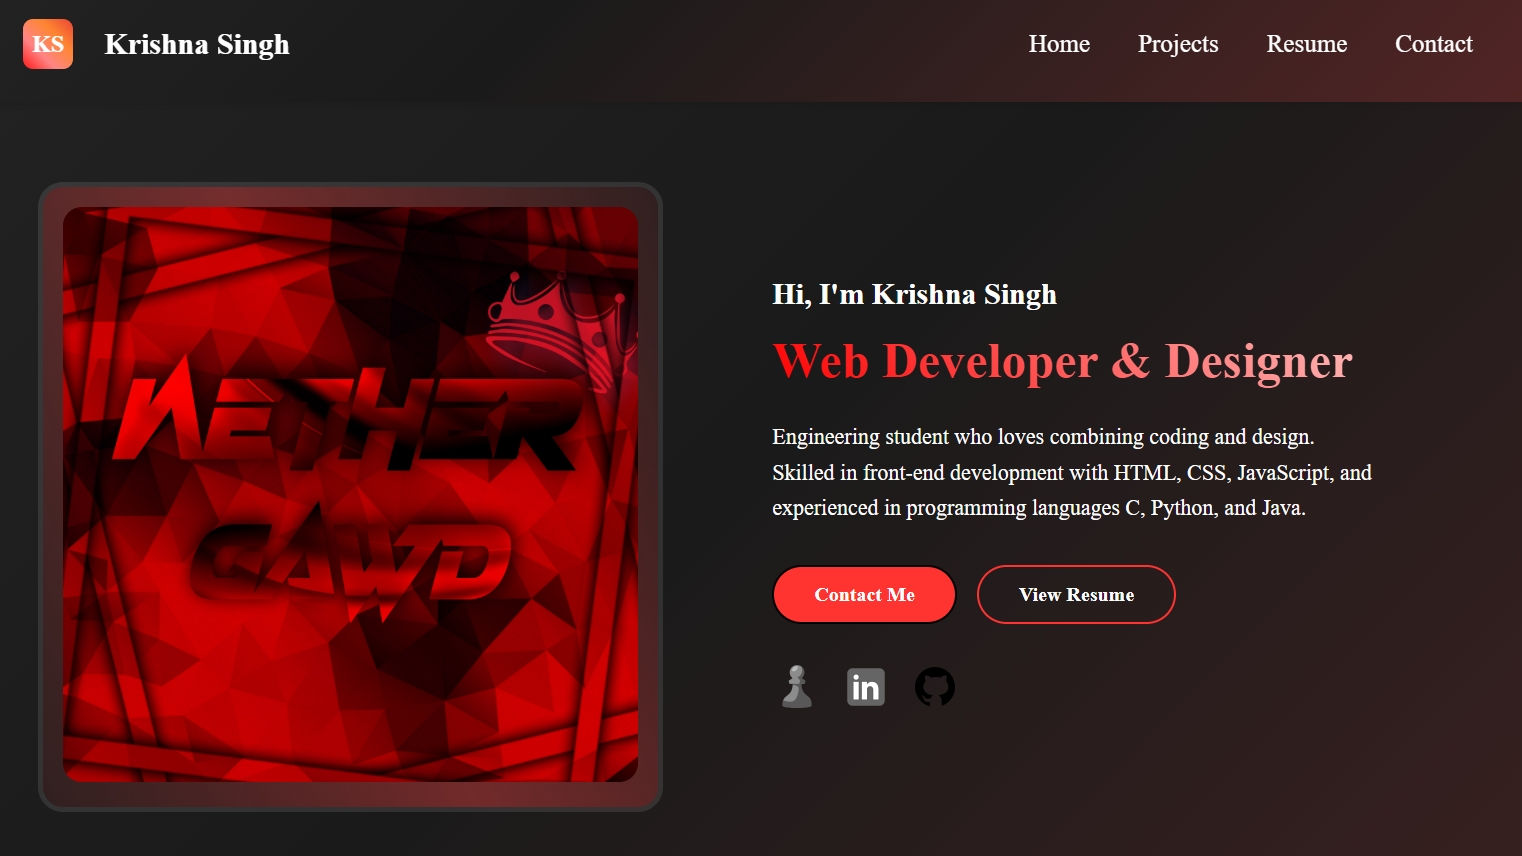 KS
Krishna Singh
Home
Projects
Resume
Contact
AETHER
GAWD
Hi, I'm Krishna Singh
Web Developer & Designer
Engineering student who loves combining coding and design.
Skilled in front-end development with HTML, CSS, JavaScript, and
experienced in programming languages C, Python, and Java.
Contact Me
View Resume
in